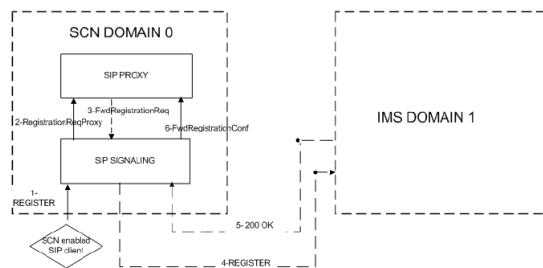 SCN DOMAIN 0
SIP PROXY
3-FwdRegistrationReq
2-RegistrationReqProxy
6-FwdRegistrationConf
IMS DOMAIN 1
SIP SIGNALING
1-
REGISTER
5- 200 OK
SCN enabled
SIP client
4-REGISTER